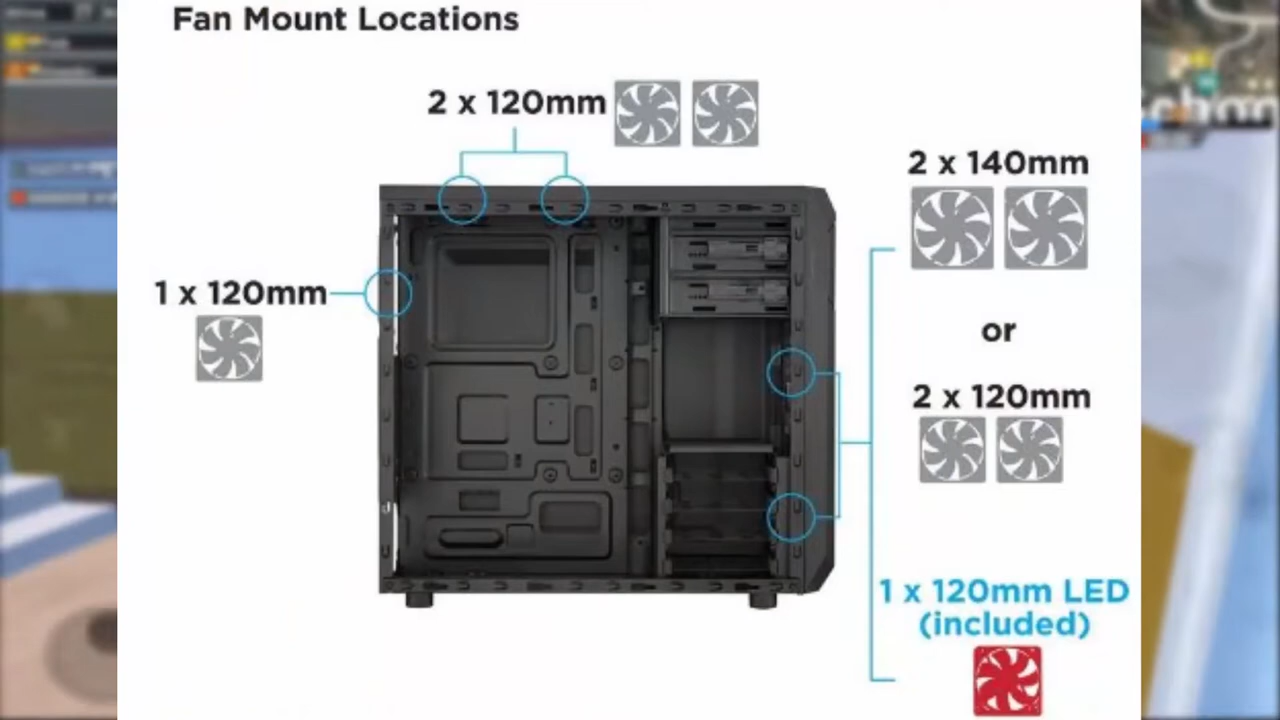 Fan Mount Locations
2 x 120mm
2 x 140mm
1 x 120mm
or
2 x 120mm
1 x 120mm LED
(included)